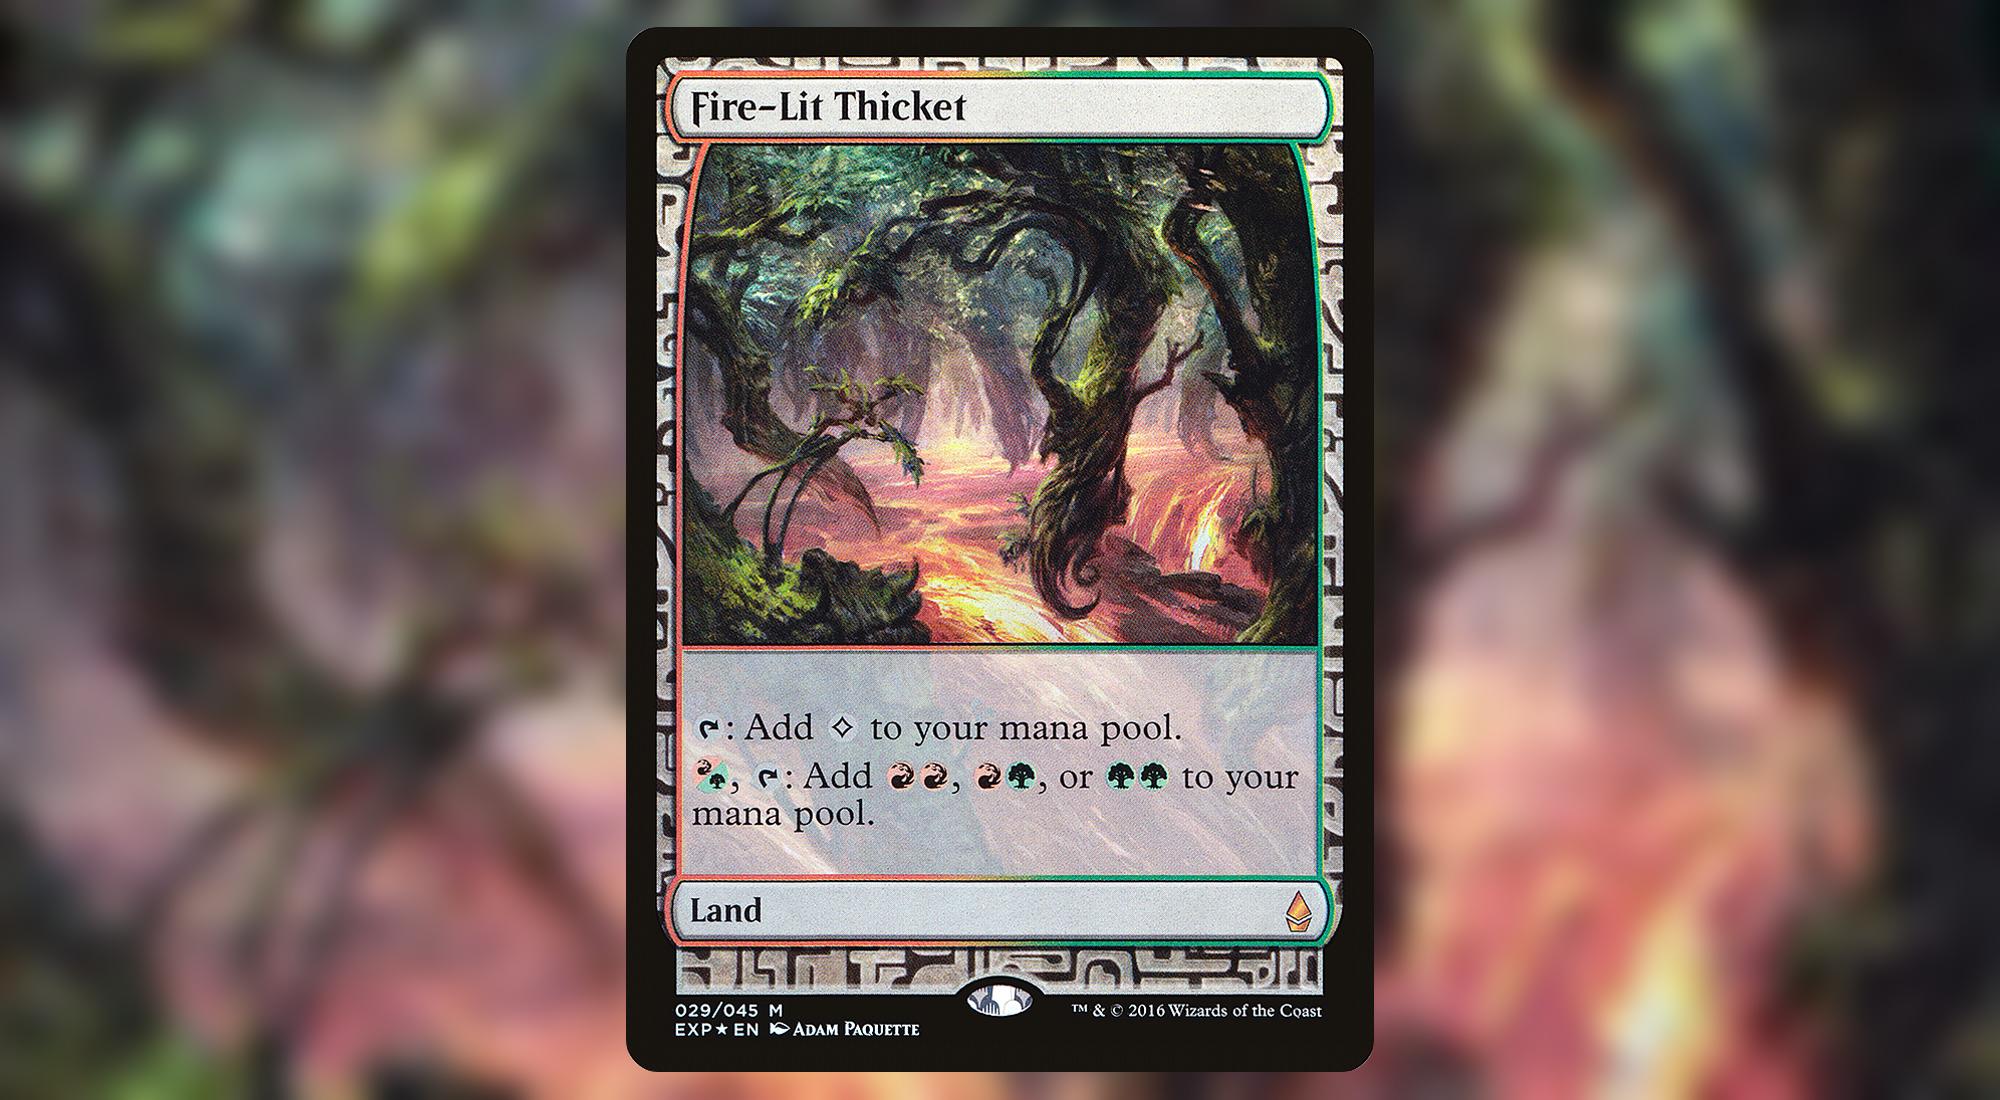 Fire-Lit Thicket
: Add to your mana pool.
, : Add , , or to your
mana pool.
Land
029/045 M
EXP★EN ADAM PAQUETTE
™ & © 2016 Wizards of the Coast